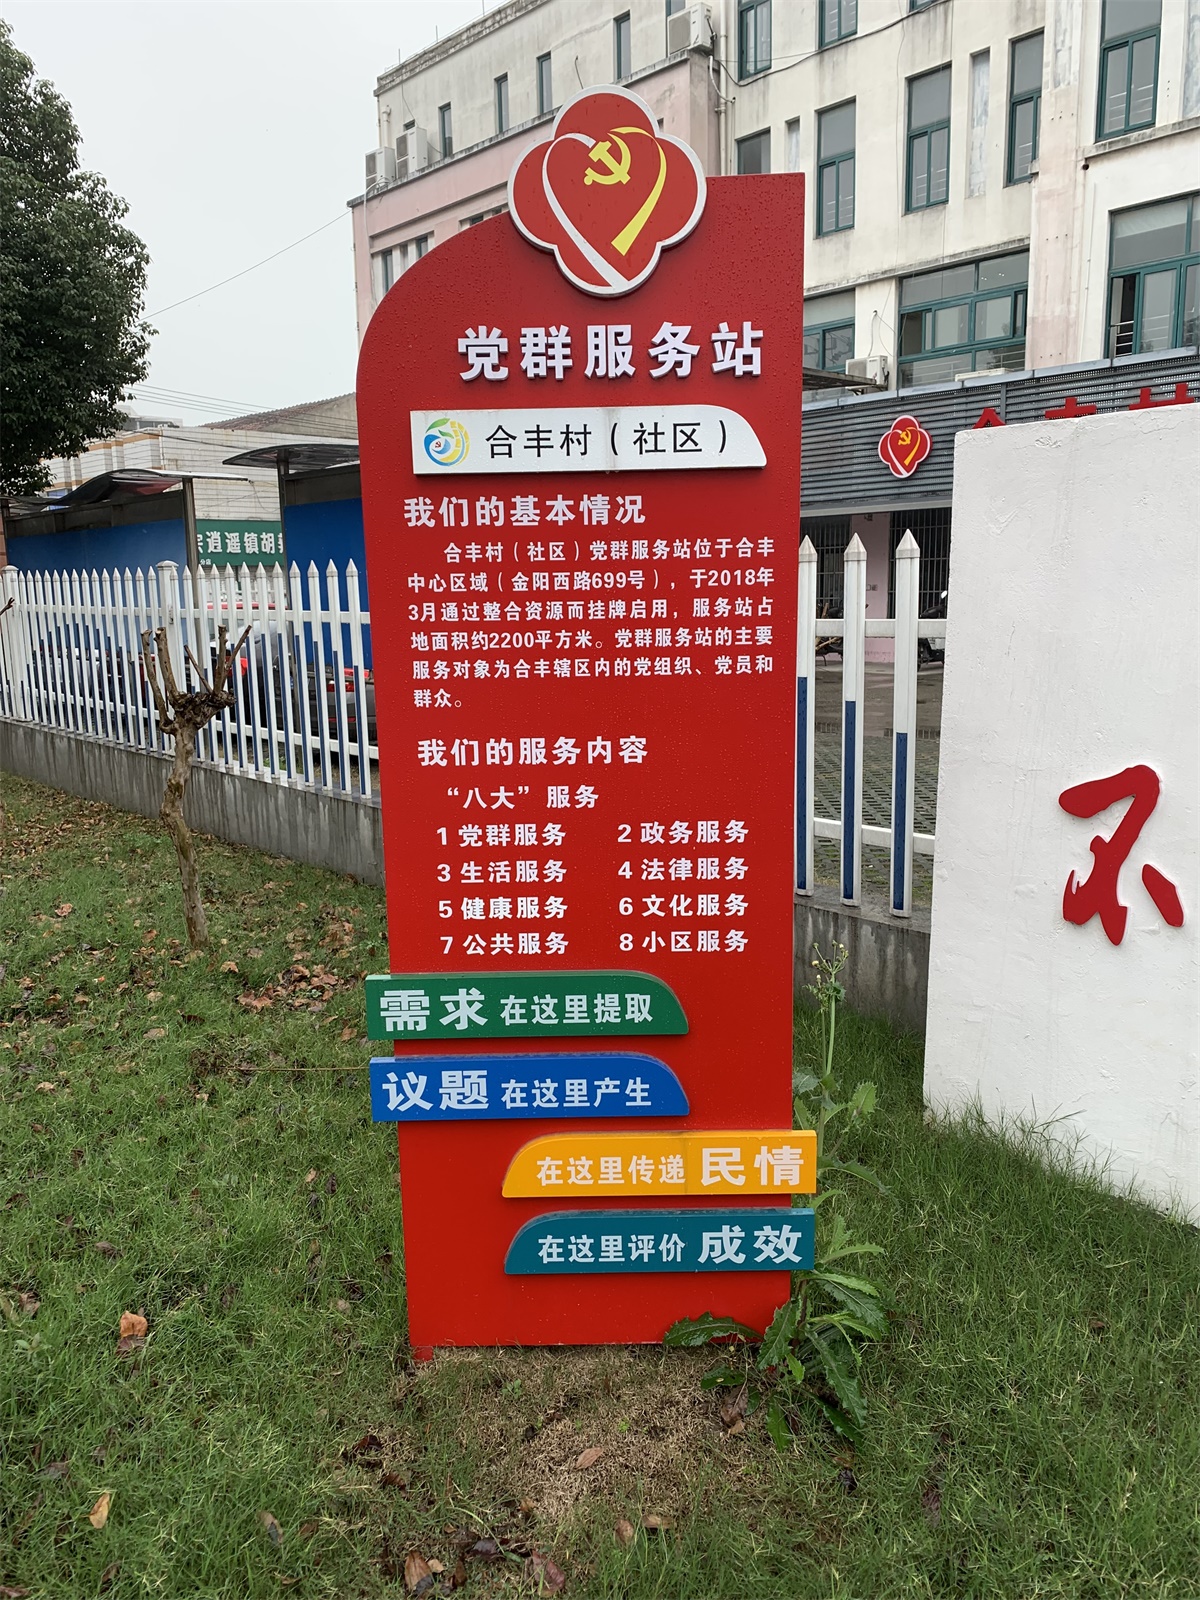 党群服务站
合丰村（社区）
我们的基本情况
合丰村（社区）党群服务站位于合丰
中心区域（金阳西路699号），于2018年
3月通过整合资源而挂牌启用，服务站占
地面积约2200平方米。党群服务站的主要
服务对象为合丰辖区内的党组织、党员和
群众。
我们的服务内容
“八大”服务
1 党群服务 2 政务服务
3 生活服务 4 法律服务
5 健康服务 6 文化服务
7 公共服务 8 小区服务
需求 在这里提取
议题 在这里产生
在这里传递 民情
在这里评价 成效
逍遥镇胡
不